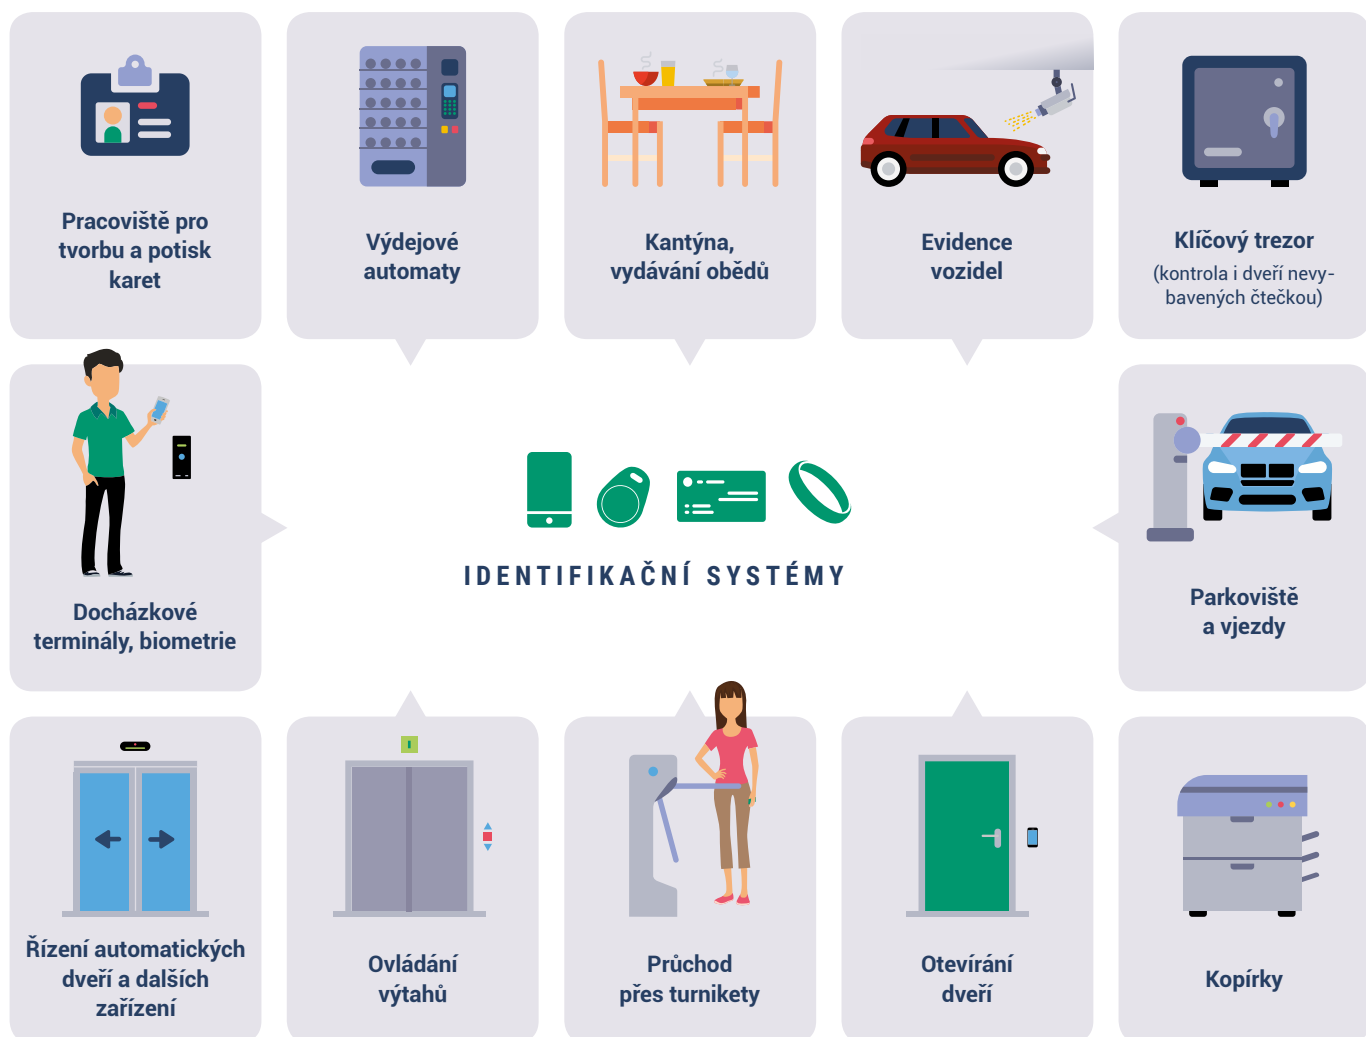 Pracoviště pro
tvorbu a potisk
karet
Výdejové
automaty
Kantýna,
vydávání obědů
Evidence
vozidel
Klíčový trezor
(kontrola i dveří nevy-
bavených čtečkou)
Docházkové
terminály, biometrie
IDENTIFIKAČNÍ SYSTÉMY
Parkoviště
a vjezdy
Řízení automatických
dveří a dalších
zařízení
Ovládání
výtahů
Průchod
přes turnikety
Otevírání
dveří
Kopírky